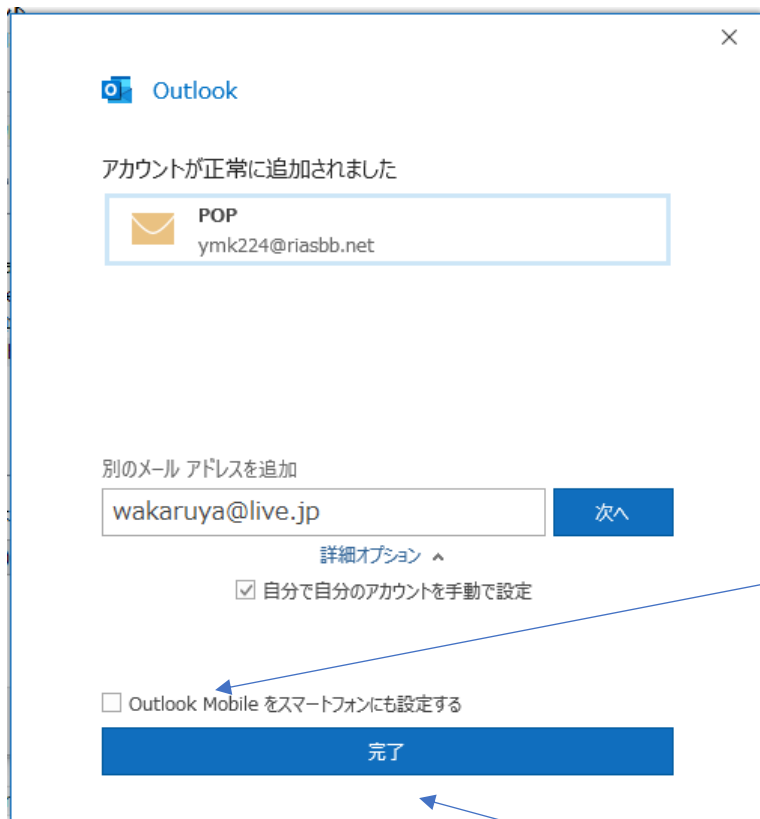 Outlook
アカウントが正常に追加されました
POP
ymk224@riasbb.net
別のメール アドレスを追加
wakaruya@live.jp
次へ
詳細オプション
自分で自分のアカウントを手動で設定
Outlook Mobile をスマートフォンにも設定する
完了